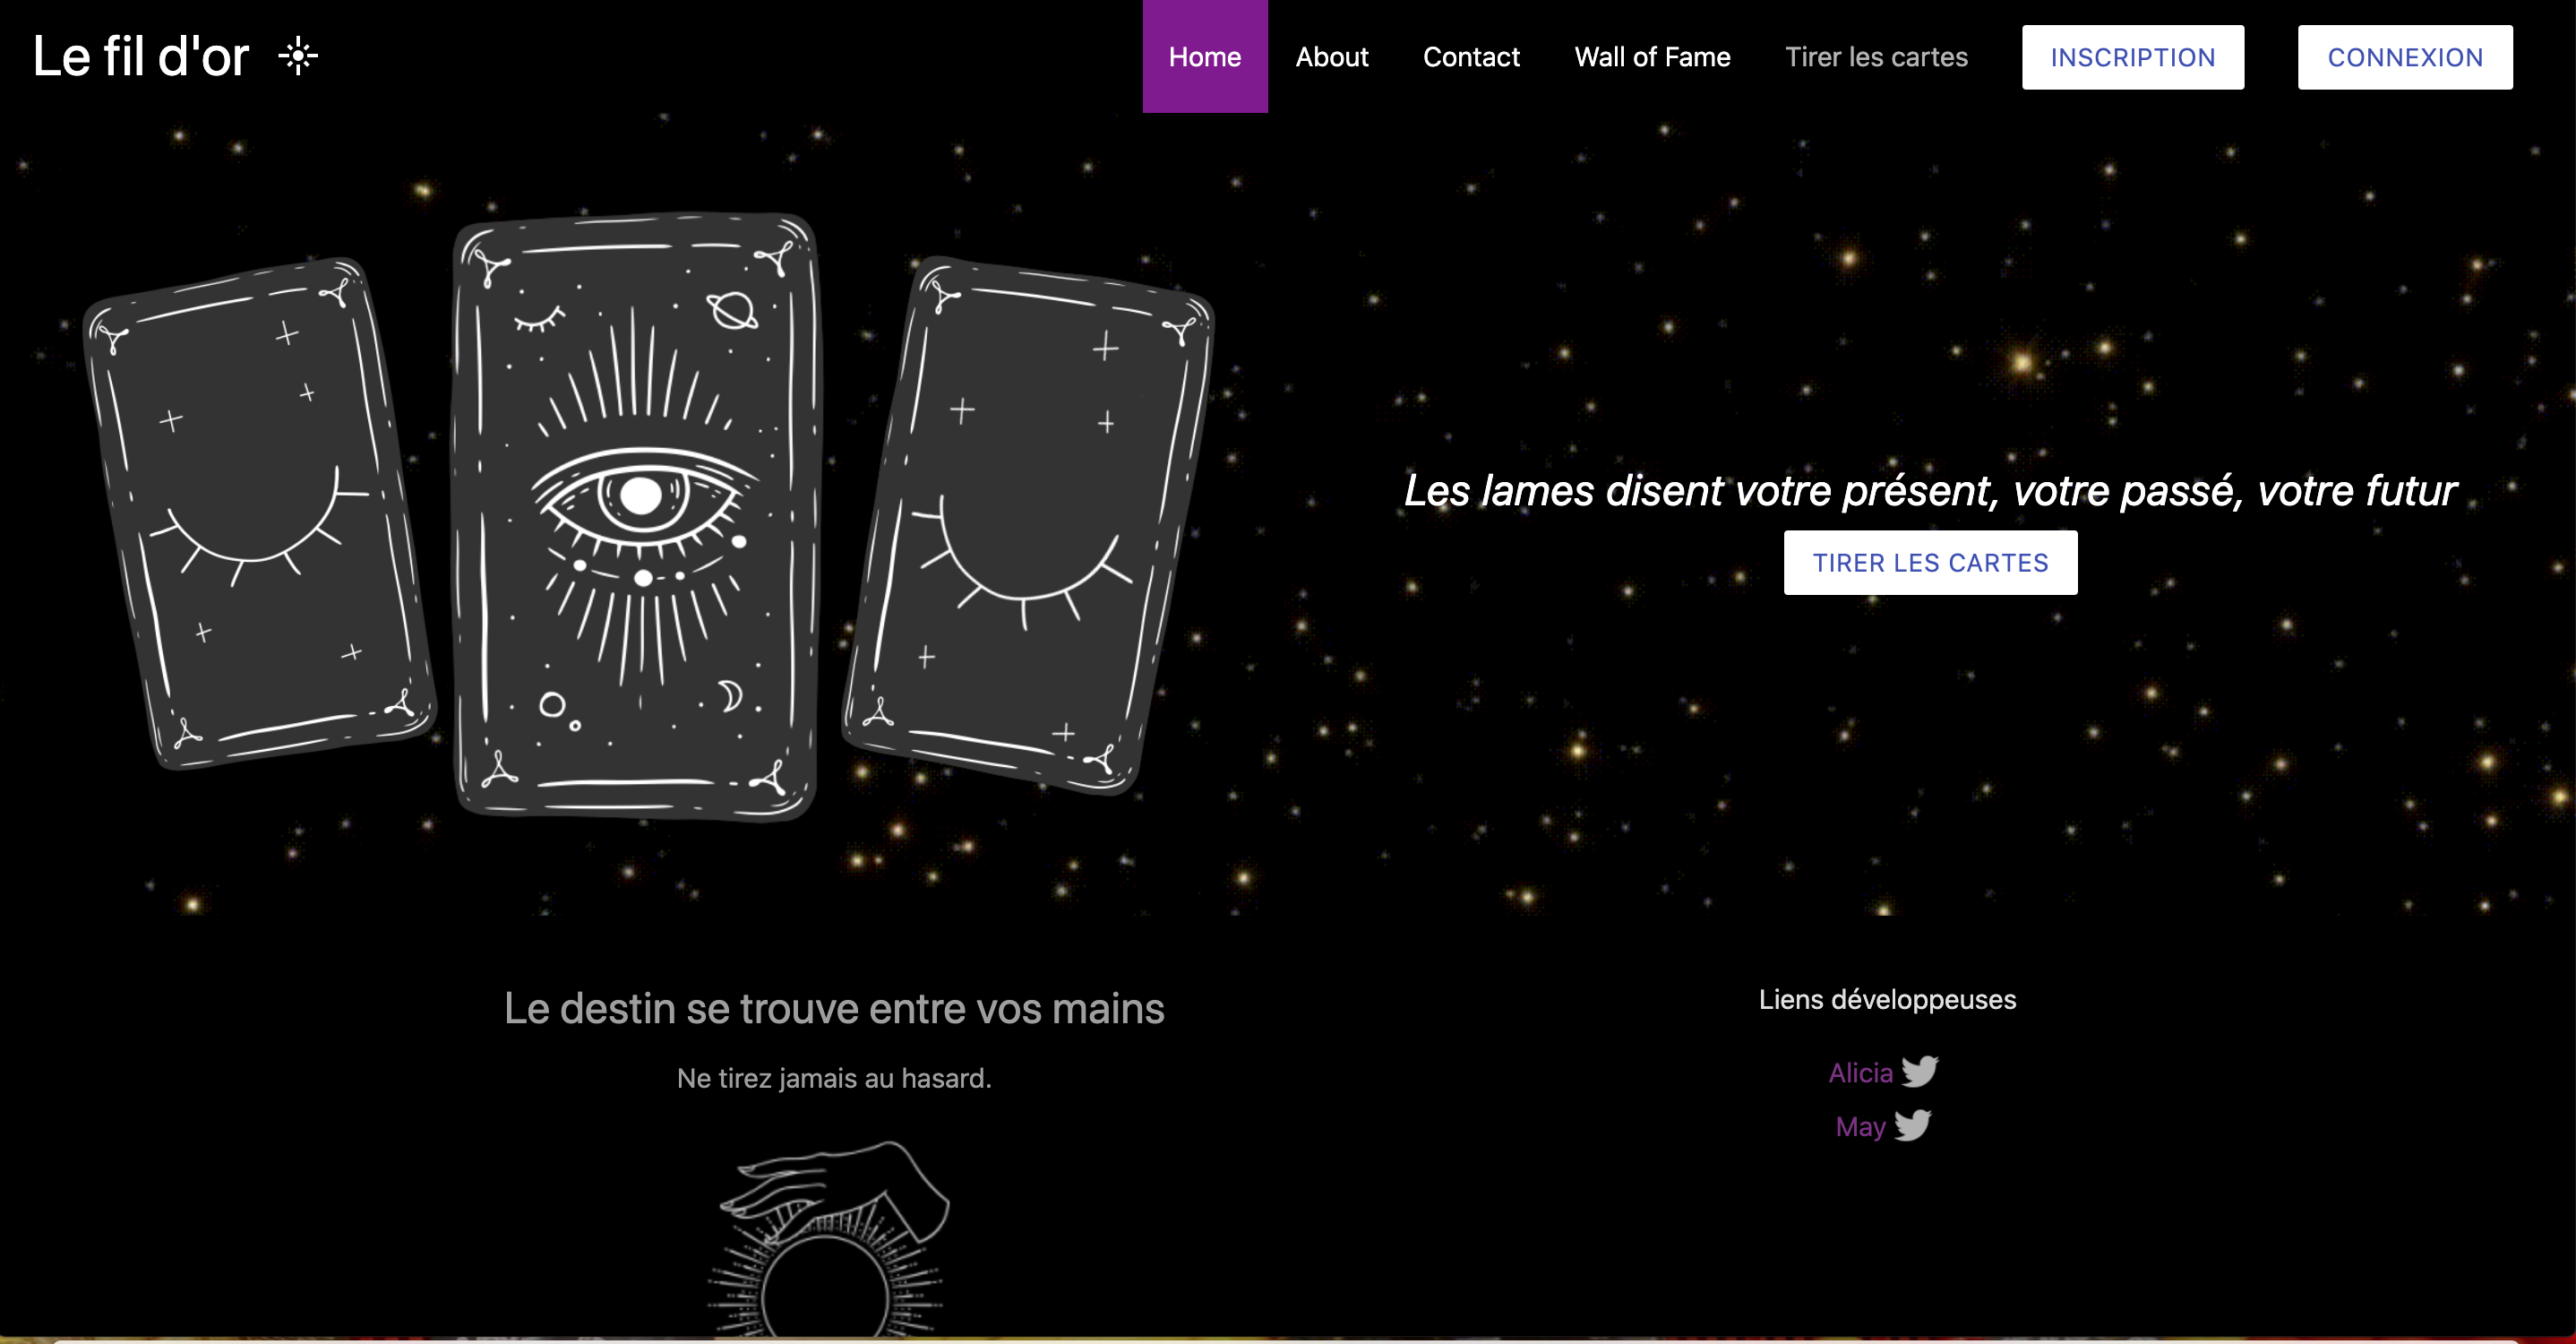 Le fil d'or
Home
About
Contact
Wall of Fame
Tirer les cartes
INSCRIPTION
CONNEXION
Les lames disent votre présent, votre passé, votre futur
TIRER LES CARTES
Le destin se trouve entre vos mains
Ne tirez jamais au hasard.
Liens développeuses
Alicia
May